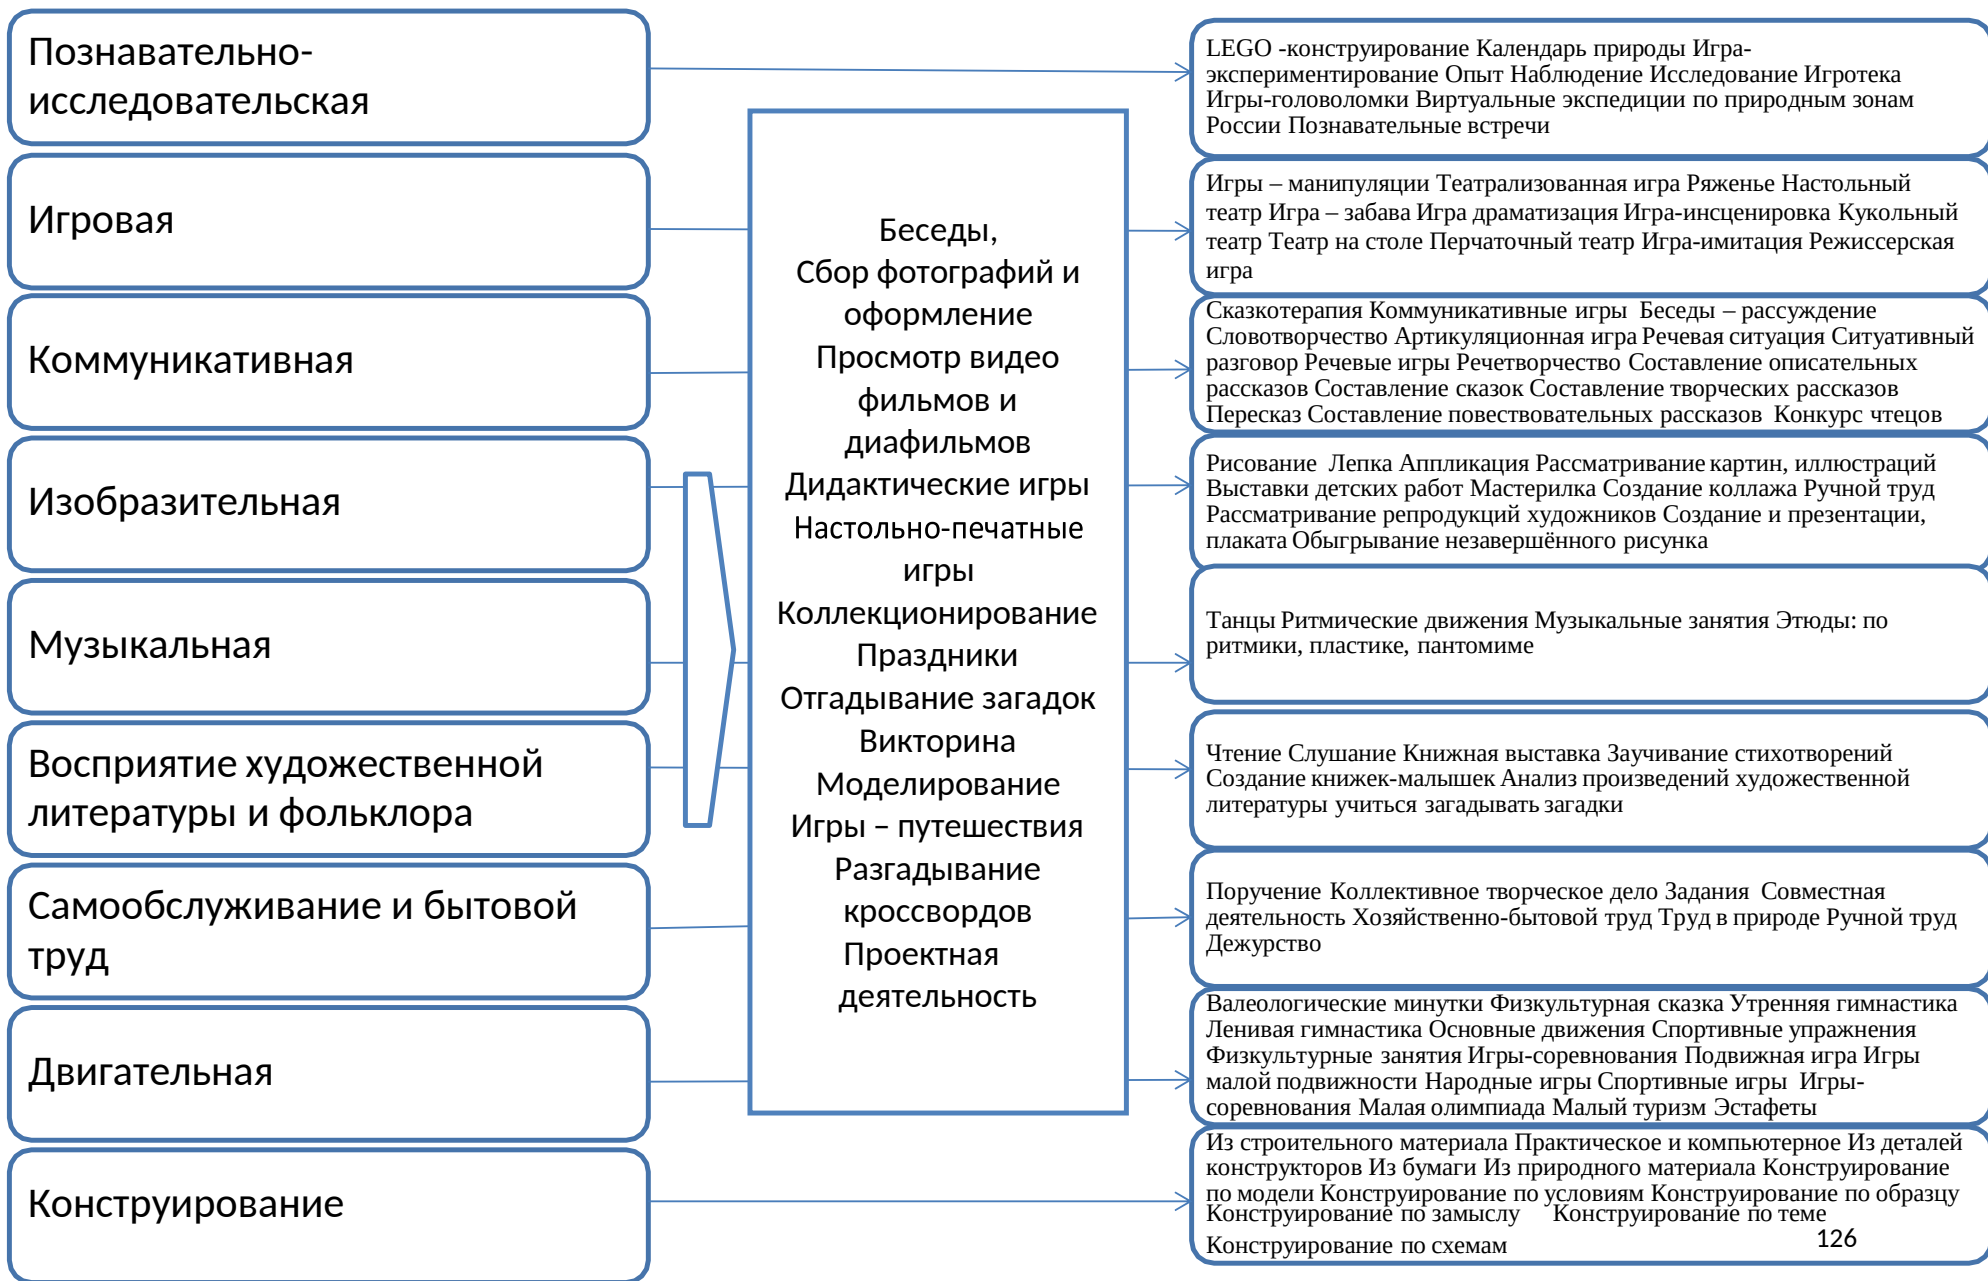 Познавательно-
исследовательская
Игровая
Коммуникативная
Изобразительная
Музыкальная
Восприятие художественной
литературы и фольклора
Самообслуживание и бытовой
труд
Двигательная
Конструирование
Беседы,
Сбор фотографий и
оформление
Просмотр видео
фильмов и
диафильмов
Дидактические игры
Настольно-печатные
игры
Коллекционирование
Праздники
Отгадывание загадок
Викторина
Моделирование
Игры – путешествия
Разгадывание
кроссвордов
Проектная
деятельность
LEGO -конструирование Календарь природы Игра-
экспериментирование Опыт Наблюдение Исследование Игротека
Игры-головоломки Виртуальные экспедиции по природным зонам
России Познавательные встречи
Игры – манипуляции Театрализованная игра Ряженье Настольный
театр Игра – забава Игра драматизация Игра-инсценировка Кукольный
театр Театр на столе Перчаточный театр Игра-имитация Режиссерская
игра
Сказкотерапия Коммуникативные игры  Беседы – рассуждение
Словотворчество Артикуляционная игра Речевая ситуация Ситуативный
разговор Речевые игры Речетворчество Составление описательных
рассказов Составление сказок Составление творческих рассказов
Пересказ Составление повествовательных рассказов  Конкурс чтецов
Рисование  Лепка Аппликация Рассматривание картин, иллюстраций
Выставки детских работ Мастерилка Создание коллажа Ручной труд
Рассматривание репродукций художников Создание и презентации,
плаката Обыгрывание незавершённого рисунка
Танцы Ритмические движения Музыкальные занятия Этюды: по
ритмики, пластике, пантомиме
Чтение Слушание Книжная выставка Заучивание стихотворений
Создание книжек-малышек Анализ произведений художественной
литературы учиться загадывать загадки
Поручение Коллективное творческое дело Задания  Совместная
деятельность Хозяйственно-бытовой труд Труд в природе Ручной труд
Дежурство
Валеологические минутки Физкультурная сказка Утренняя гимнастика
Ленивая гимнастика Основные движения Спортивные упражнения
Физкультурные занятия Игры-соревнования Подвижная игра Игры
малой подвижности Народные игры Спортивные игры  Игры-
соревнования Малая олимпиада Малый туризм Эстафеты
Из строительного материала Практическое и компьютерное Из деталей
конструкторов Из бумаги Из природного материала Конструирование
по модели Конструирование по условиям Конструирование по образцу
Конструирование по замыслу    Конструирование по теме
Конструирование по схемам
126